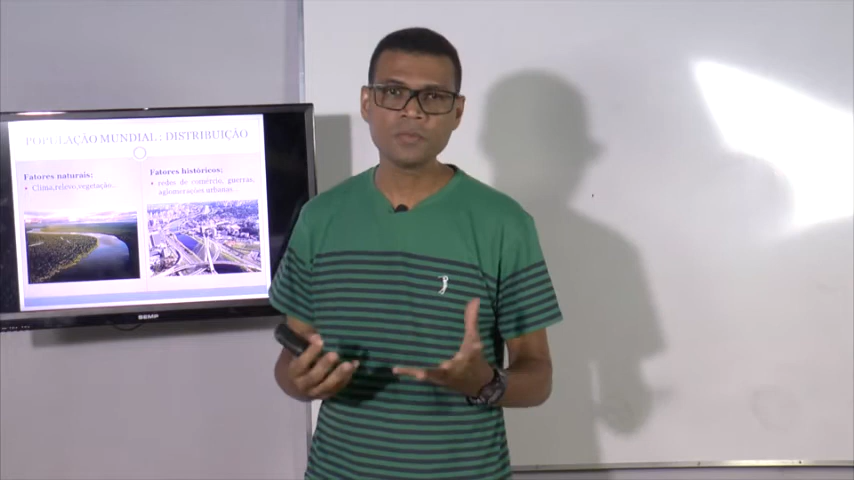 POPULAÇÃO MUNDIAL : DISTRIBUIÇÃO
Fatores naturais;
• Clima,relevo,vegetação...
Fatores históricos;
• redes de comércio, guerras,
aglomerações urbanas...
SEMP